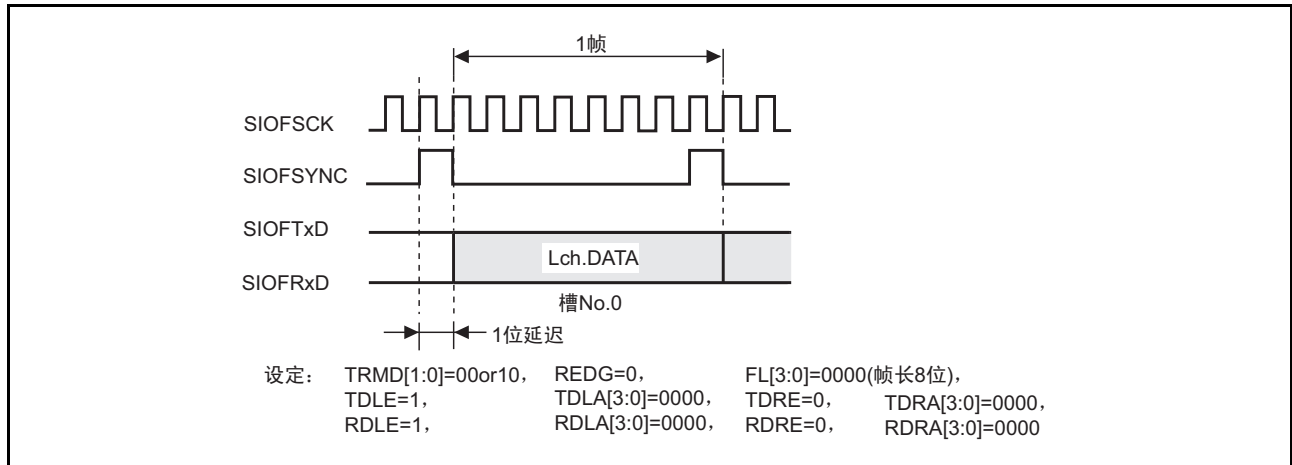 1帧
SIOFSCK
SIOFSYNC
SIOFTxD
Lch.DATA
SIOFRxD
槽No.0
1位延迟
设定： TRMD[1:0]=00or10， REDG=0， FL[3:0]=0000(帧长8位)，
TDLE=1， TDLA[3:0]=0000， TDRE=0， TDRA[3:0]=0000，
RDLE=1， RDLA[3:0]=0000， RDRE=0， RDRA[3:0]=0000